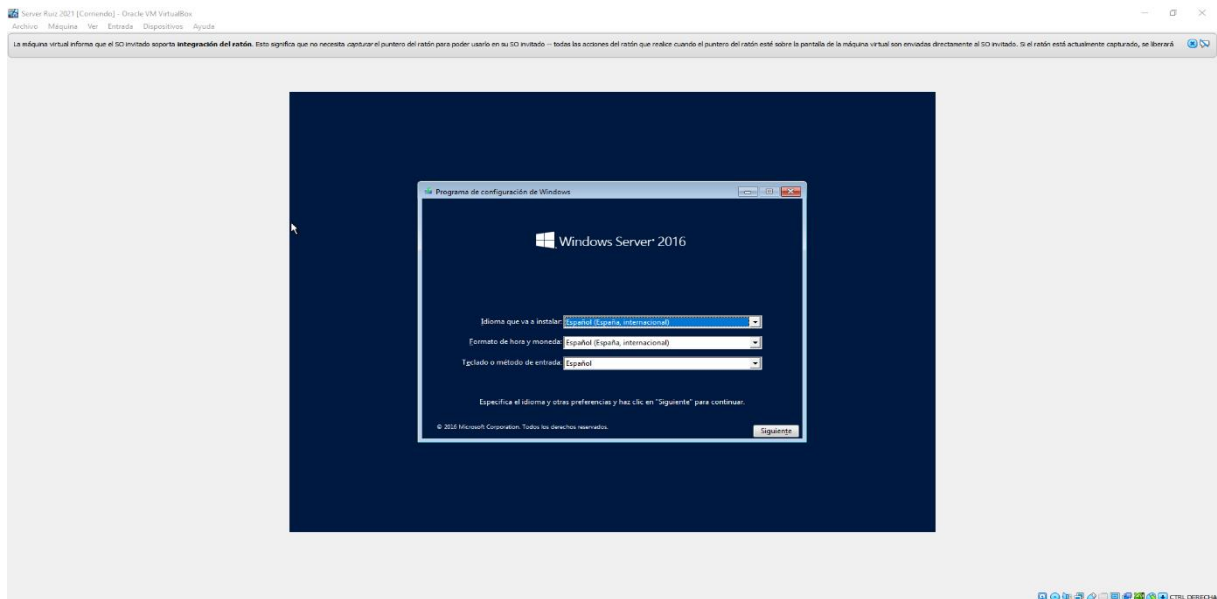 Server Ruiz 2021 [Corriendo] - Oracle VM VirtualBox
Archivo Máquina Ver Entrada Dispositivos Ayuda
La máquina virtual informa que el SO invitado soporta integración del ratón. Esto significa que no necesita capturar el puntero del ratón para poder usarlo en su SO invitado -- todas las acciones del ratón que realice cuando el puntero del ratón esté sobre la pantalla de la máquina virtual son enviadas directamente al SO invitado. Si el ratón está actualmente capturado, se liberará
Programa de configuración de Windows
Windows Server® 2016
Idioma que va a instalar: Español (España, internacional)
Formato de hora y moneda: Español (España, internacional)
Teclado o método de entrada: Español
Especifica el idioma y otras preferencias y haz clic en "Siguiente" para continuar.
© 2016 Microsoft Corporation. Todos los derechos reservados.
Siguiente
CTRL DERECHA